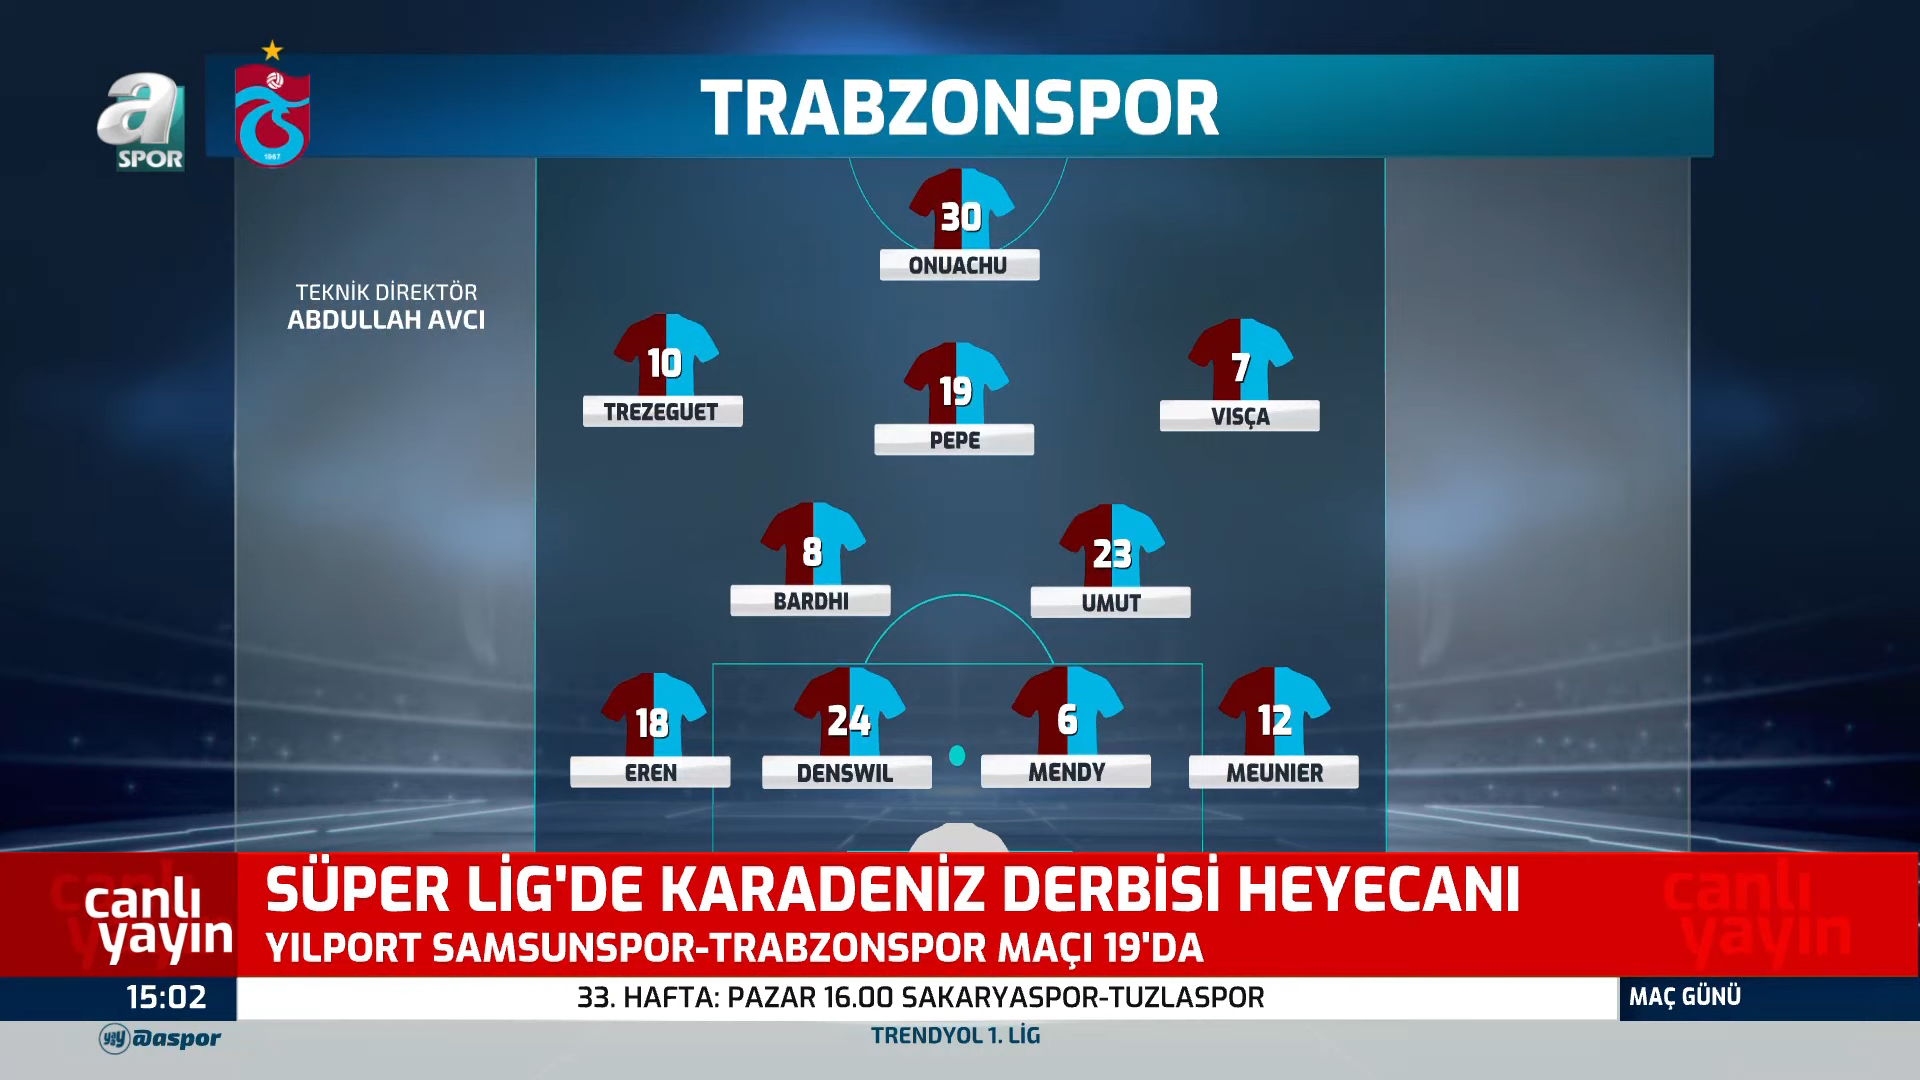 a
SPOR
1967
TRABZONSPOR
TEKNİK DİREKTÖR
ABDULLAH AVCI
30
ONUACHU
10
TREZEGUET
19
PEPE
7
VISÇA
8
BARDHI
23
UMUT
18
EREN
24
DENSWIL
6
MENDY
12
MEUNIER
canlı
yayın
SÜPER LİG'DE KARADENİZ DERBİSİ HEYECANI
YILPORT SAMSUNSPOR-TRABZONSPOR MAÇI 19'DA
canlı
yayın
15:02
33. HAFTA: PAZAR 16.00 SAKARYASPOR-TUZLASPOR
MAÇ GÜNÜ
@aspor
TRENDYOL 1. LİG